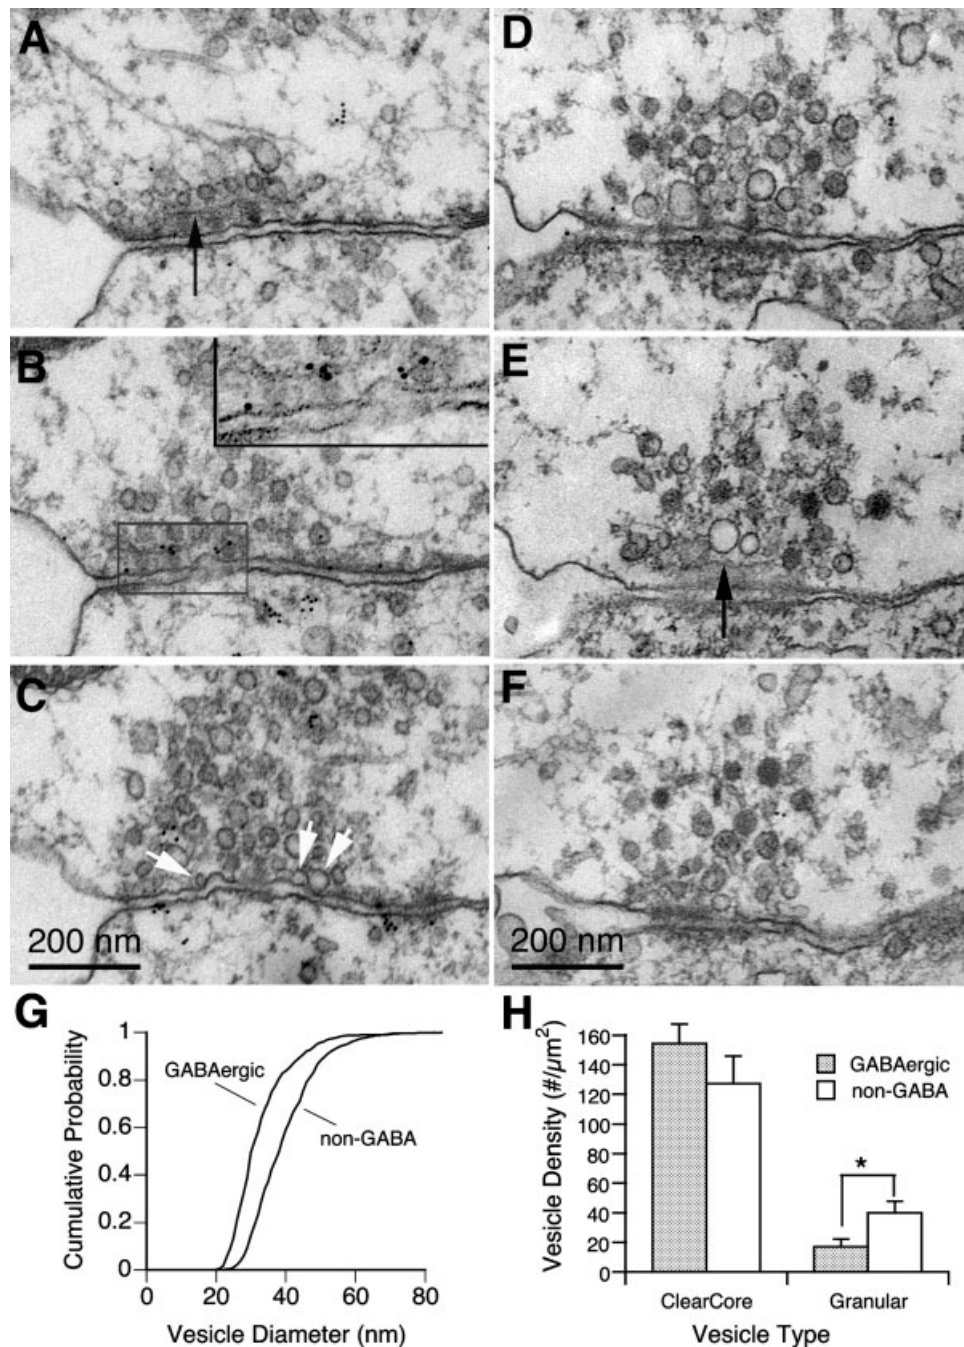 A
D
B
E
C
F
200 nm
200 nm
G
Cumulative Probability
1
0.8
0.6
0.4
0.2
0
GABAergic
non-GABA
0
20
40
60
80
Vesicle Diameter (nm)
H
Vesicle Density (#/μm²)
160
140
120
100
80
60
40
20
0
GABAergic
non-GABA
*
ClearCore
Granular
Vesicle Type